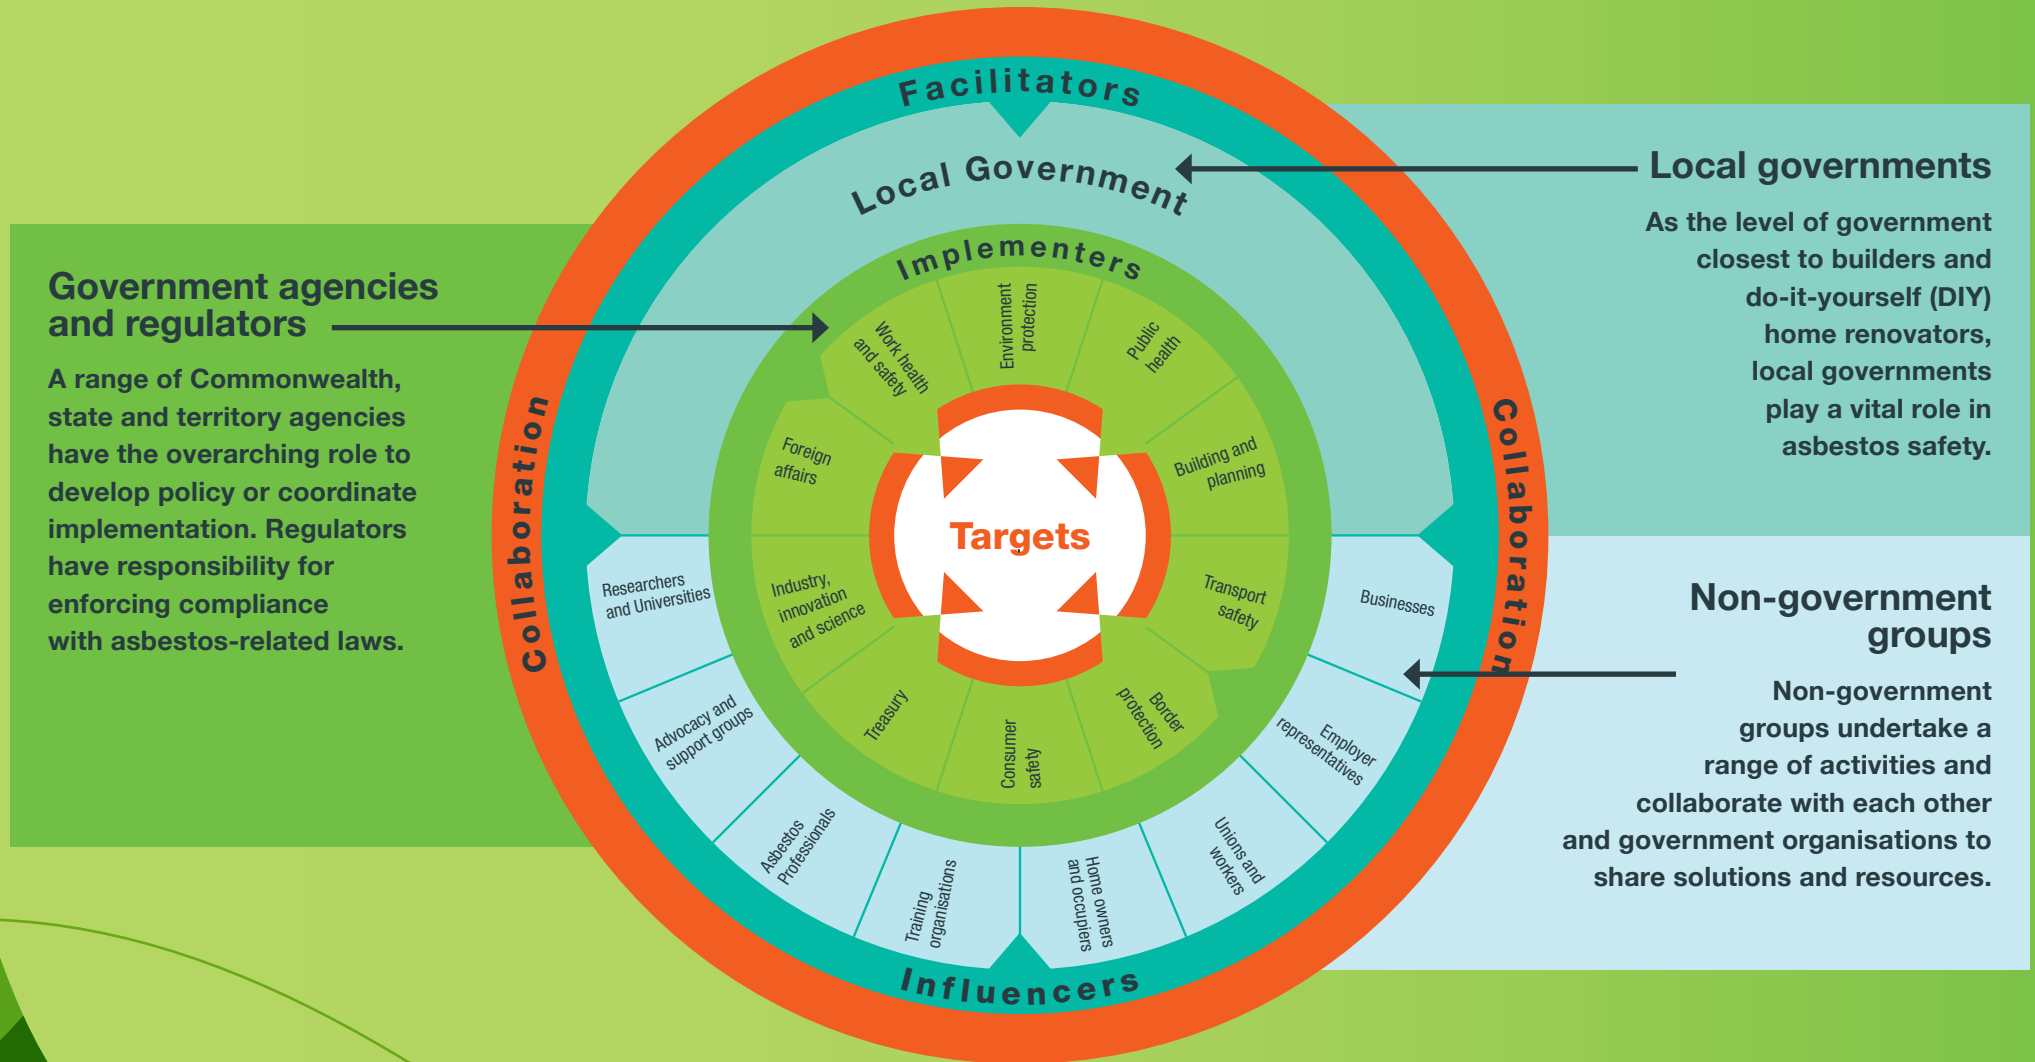 Facilitators
Local Government
Implementers
Collaboration
Collaboration
Influencers
Targets
Government agencies
and regulators
A range of Commonwealth,
state and territory agencies
have the overarching role to
develop policy or coordinate
implementation. Regulators
have responsibility for
enforcing compliance
with asbestos-related laws.
Local governments
As the level of government
closest to builders and
do-it-yourself (DIY)
home renovators,
local governments
play a vital role in
asbestos safety.
Non-government
groups
Non-government
groups undertake a
range of activities and
collaborate with each other
and government organisations to
share solutions and resources.
Work health
and safety
Environment
protection
Public
health
Building and
planning
Transport
safety
Border
protection
Consumer
safety
Treasury
Industry,
innovation
and science
Foreign
affairs
Businesses
Employer
representatives
Unions and
workers
Home owners
and occupiers
Training
organisations
Asbestos
Professionals
Advocacy and
support groups
Researchers
and Universities